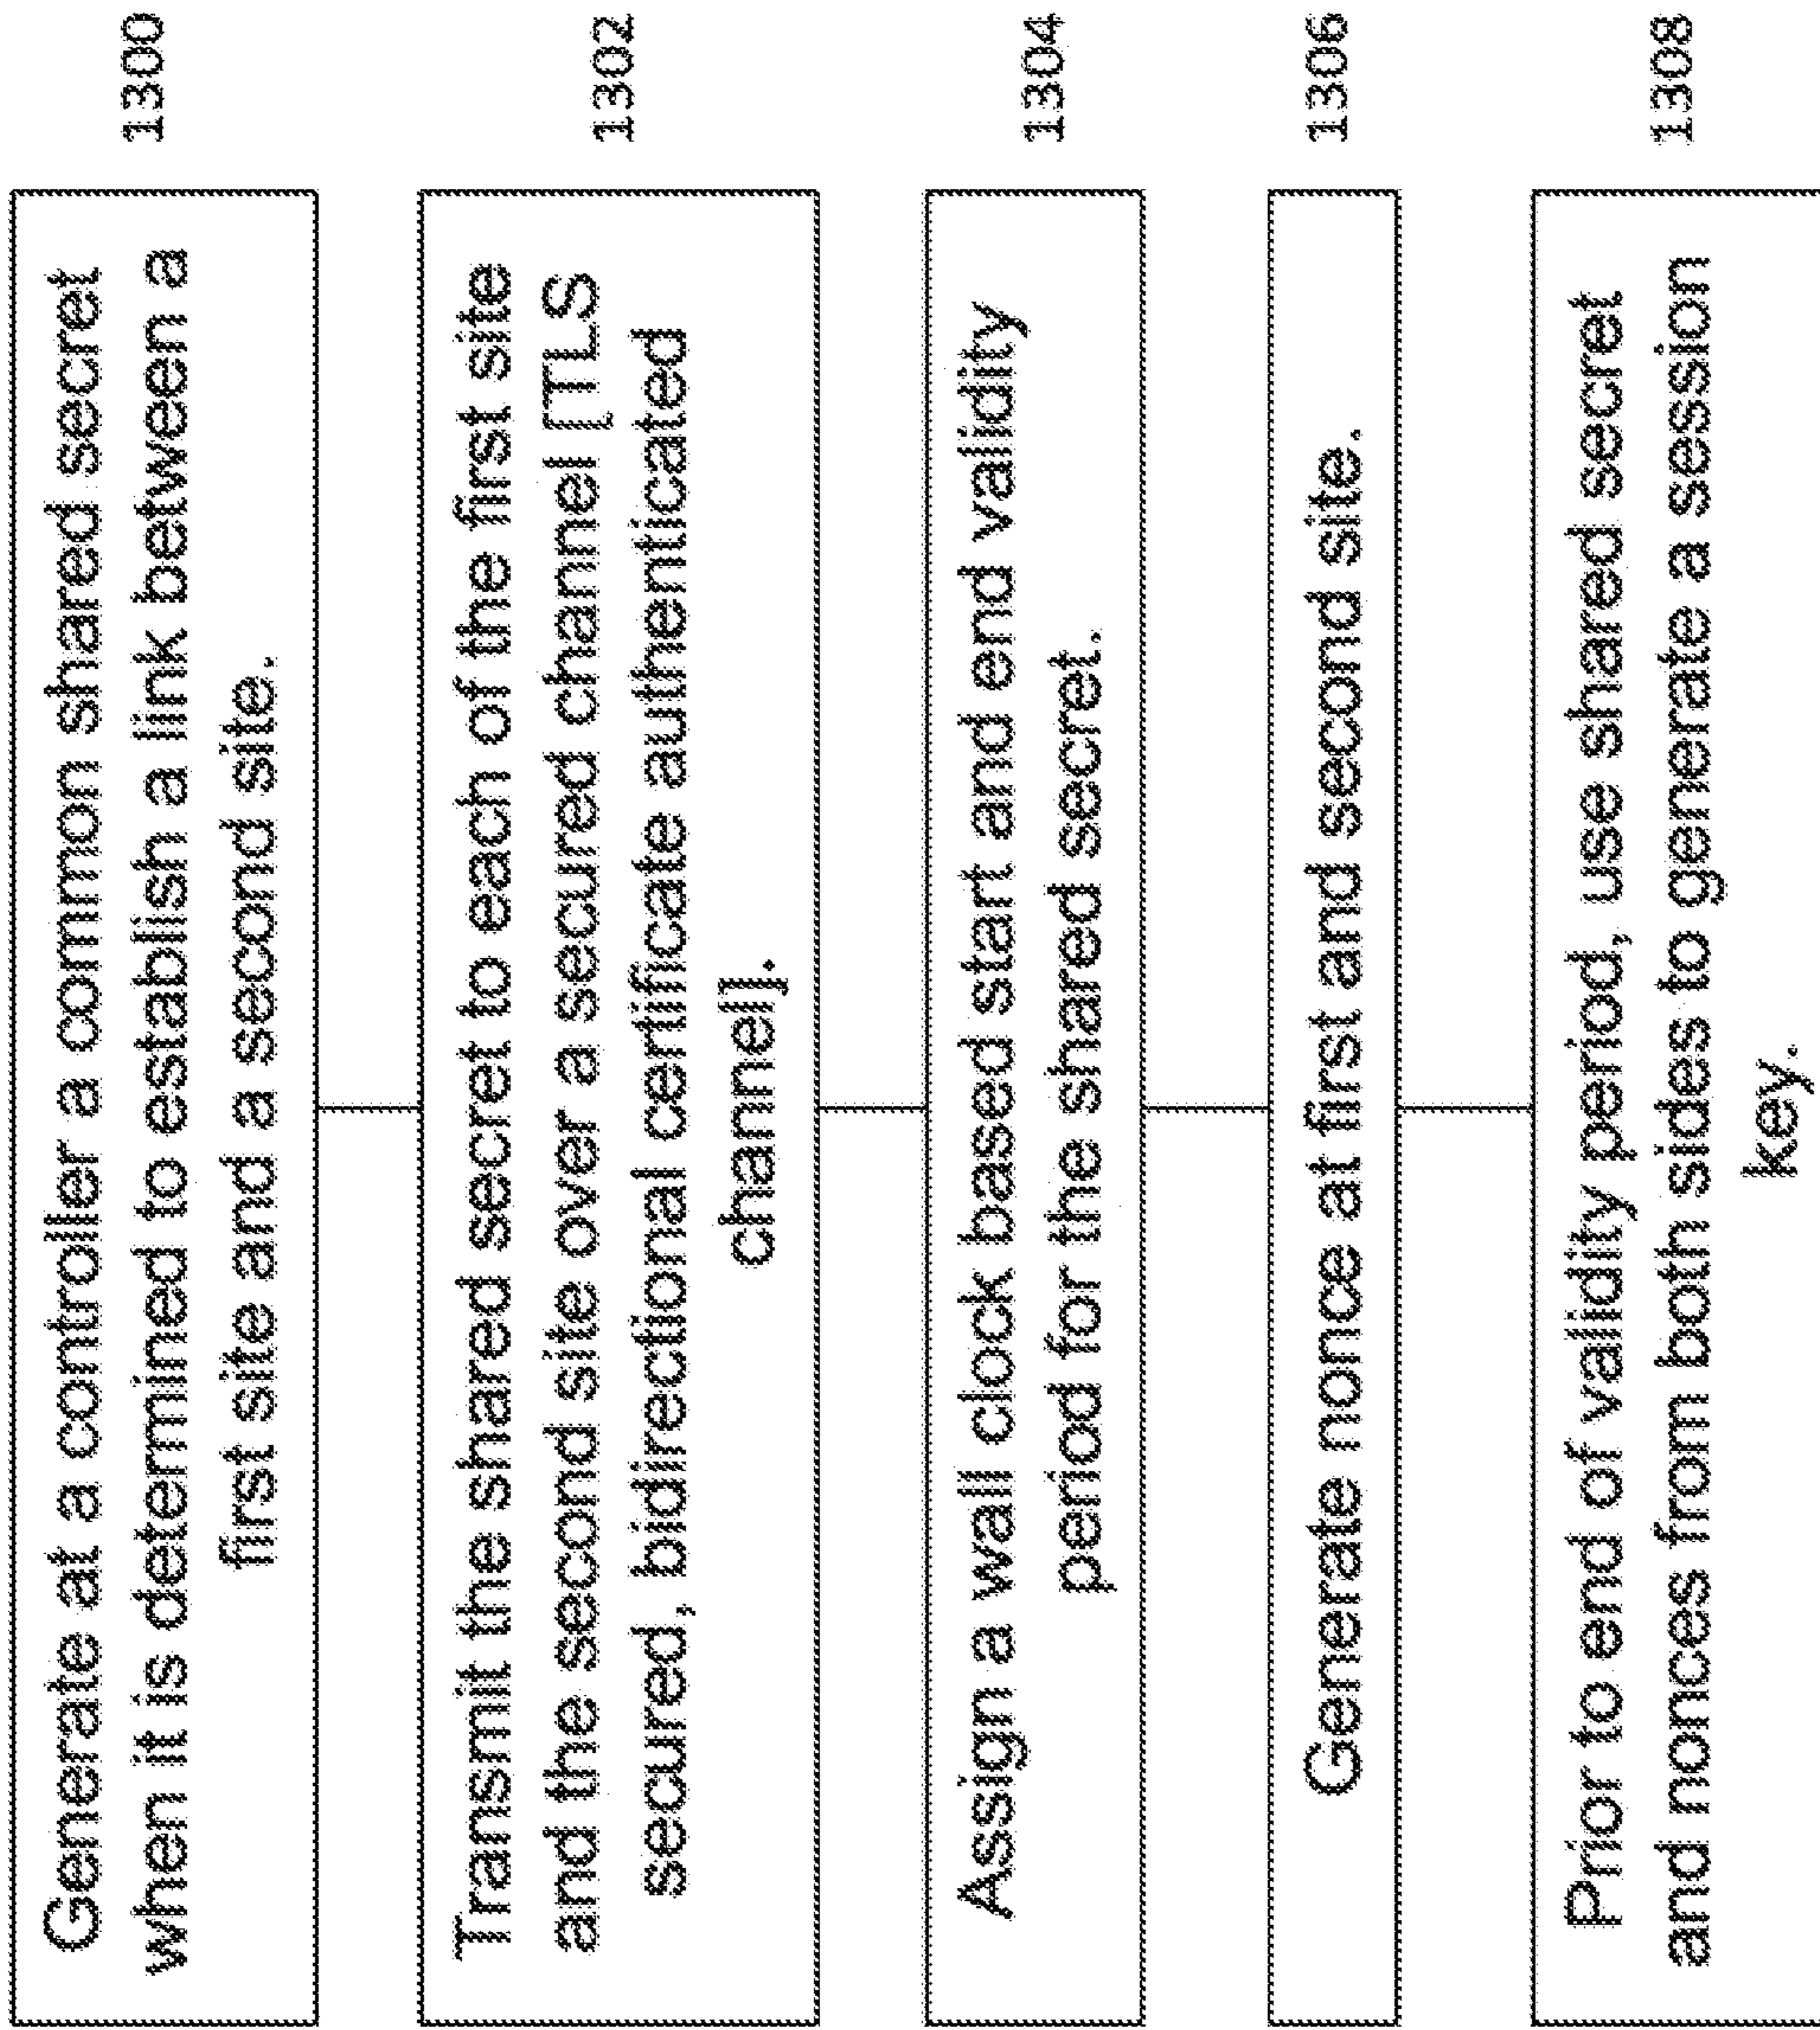 Generate at a controller a common shared secret
when it is determined to establish a link between a
first site and a second site.
1300
Transmit the shared secret to each of the first site
and the second site over a secured channel [TLS
secured, bidirectional certificate authenticated
channel].
1302
Assign a wall clock based start and end validity
period for the shared secret.
1304
Generate nonce at first and second site.
1306
Prior to end of validity period, use shared secret
and nonces from both sides to generate a session
key.
1308